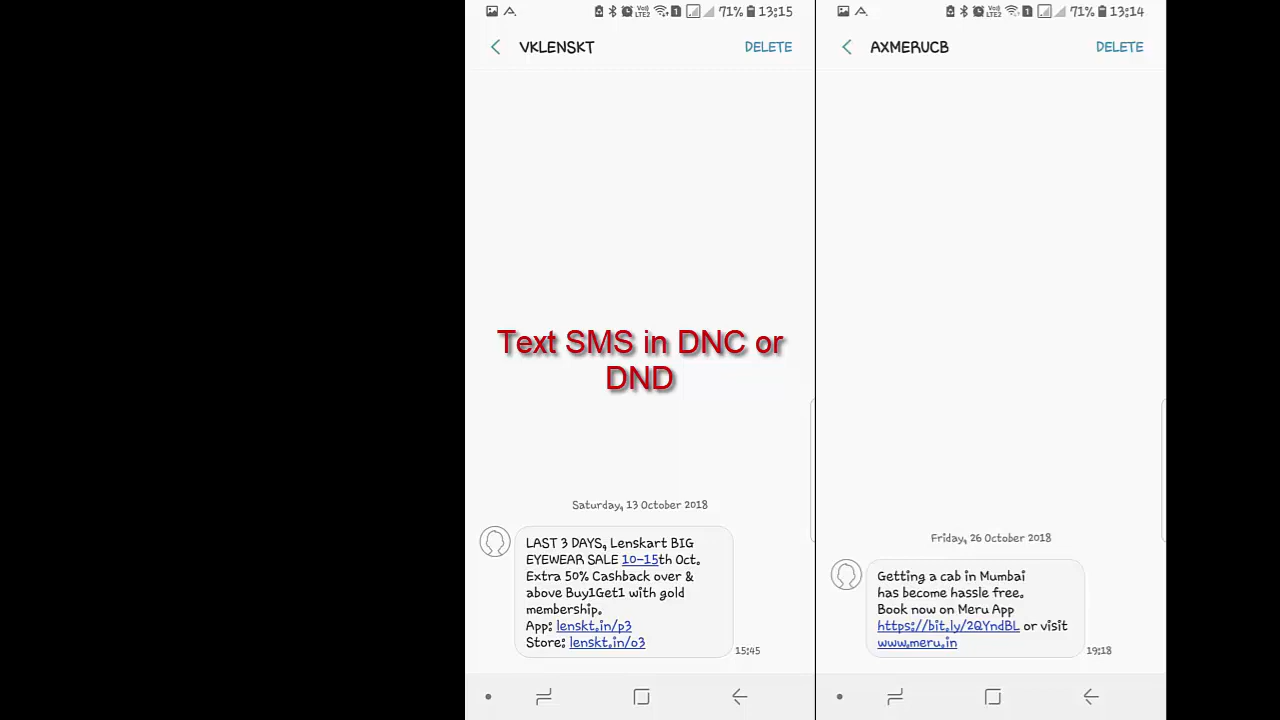 71% 13:15
VKLENSKT DELETE
Text SMS in DNC or
DND
Saturday, 13 October 2018
LAST 3 DAYS, Lenskart BIG
EYEWEAR SALE 10-15th Oct.
Extra 50% Cashback over &
above Buy1Get1 with gold
membership.
App: lenskt.in/p3
Store: lenskt.in/o3
15:45
71% 13:14
AXMERUCB DELETE
Friday, 26 October 2018
Getting a cab in Mumbai
has become hassle free.
Book now on Meru App
https://bit.ly/2QYndBL or visit
www.meru.in
19:18